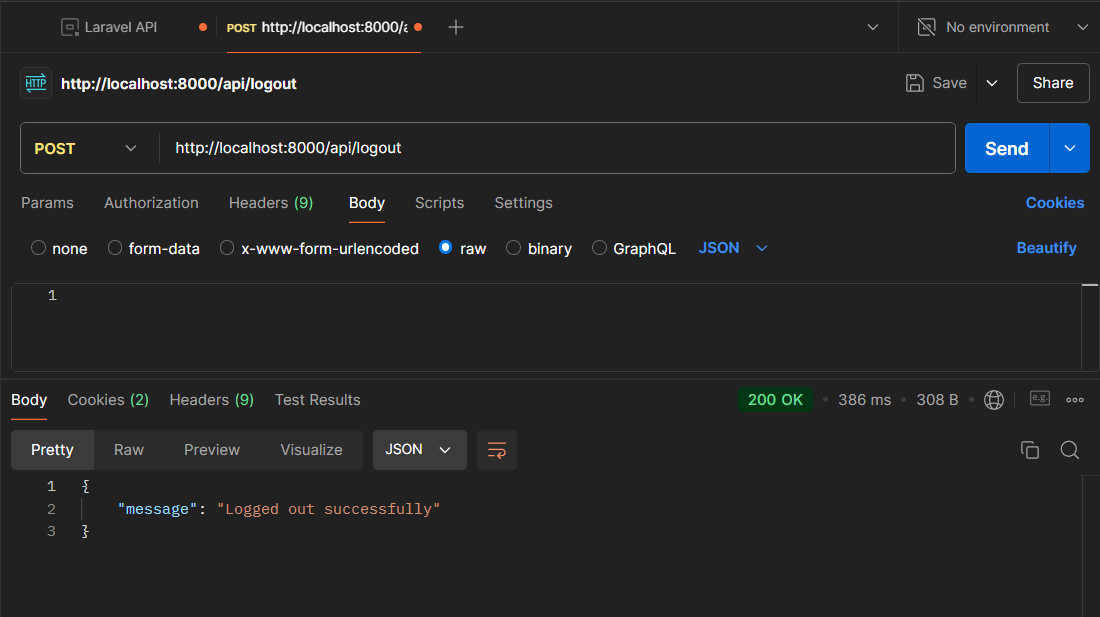 Laravel API POST http://localhost:8000/a No environment
HTTP http://localhost:8000/api/logout Save Share
POST http://localhost:8000/api/logout Send
Params Authorization Headers (9) Body Scripts Settings Cookies
none form-data x-www-form-urlencoded raw binary GraphQL JSON Beautify
1
Body Cookies (2) Headers (9) Test Results 200 OK 386 ms 308 B e.g.
Pretty Raw Preview Visualize JSON
1 {
2 "message": "Logged out successfully"
3 }